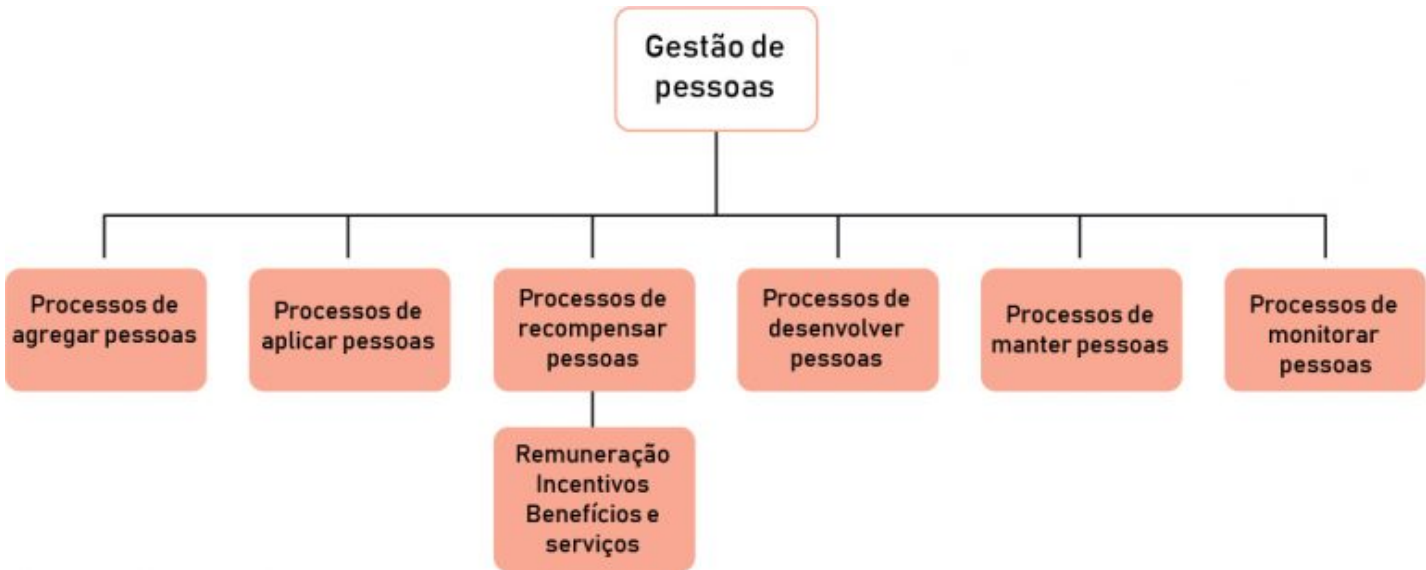 Gestão de
pessoas
Processos de
agregar pessoas
Processos de
aplicar pessoas
Processos de
recompensar
pessoas
Processos de
desenvolver
pessoas
Processos de
manter pessoas
Processos de
monitorar
pessoas
Remuneração
Incentivos
Benefícios e
serviços